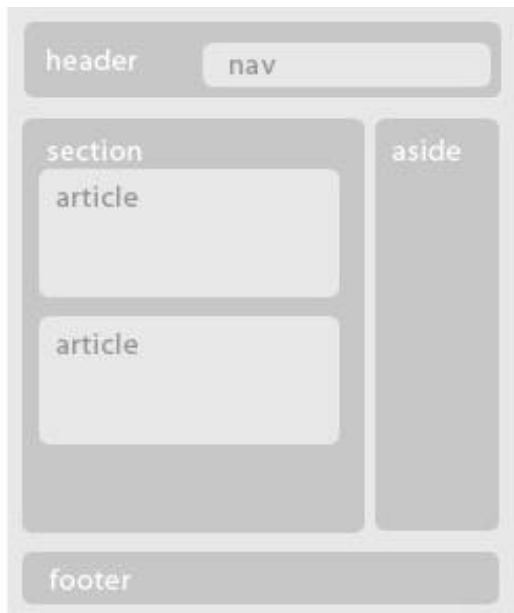 header
nav
section
aside
article
article
footer